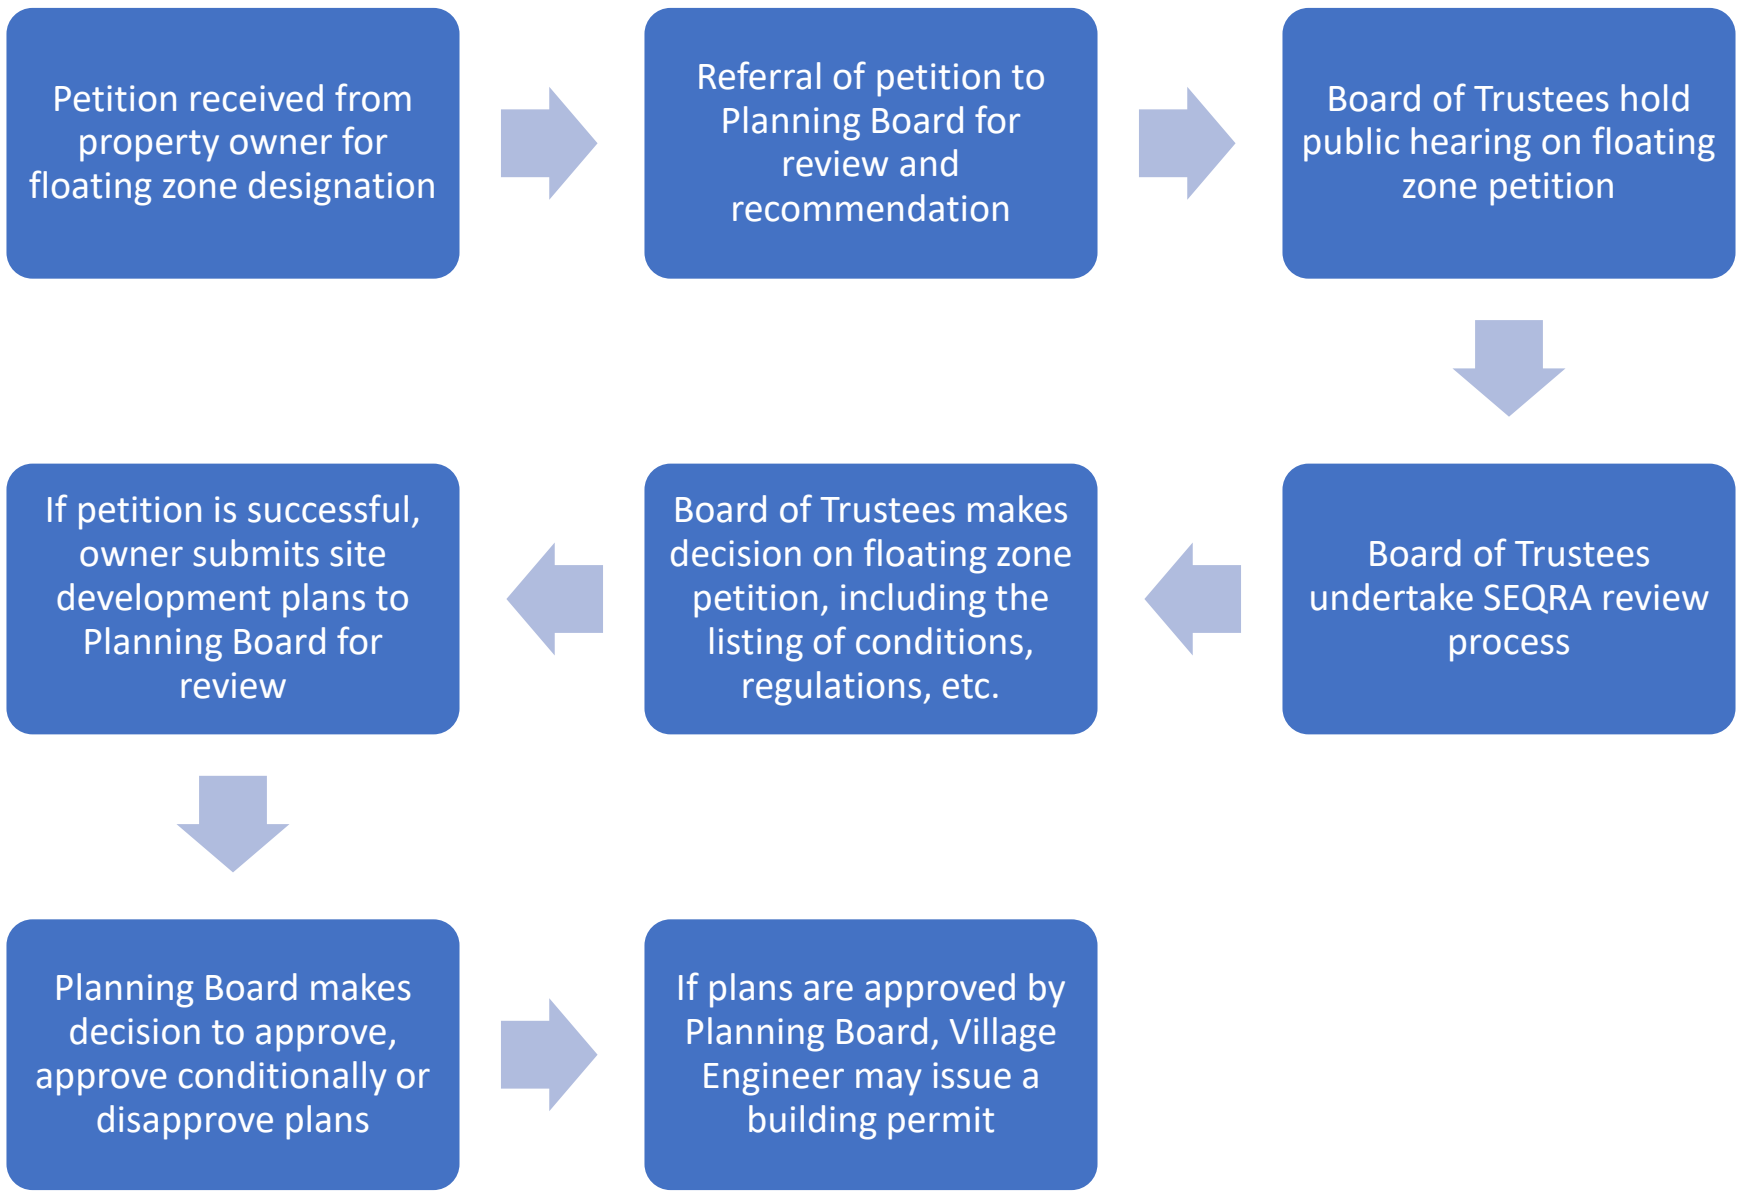 Petition received from
property owner for
floating zone designation
Referral of petition to
Planning Board for
review and
recommendation
Board of Trustees hold
public hearing on floating
zone petition
Board of Trustees
undertake SEQRA review
process
Board of Trustees makes
decision on floating zone
petition, including the
listing of conditions,
regulations, etc.
If petition is successful,
owner submits site
development plans to
Planning Board for
review
Planning Board makes
decision to approve,
approve conditionally or
disapprove plans
If plans are approved by
Planning Board, Village
Engineer may issue a
building permit